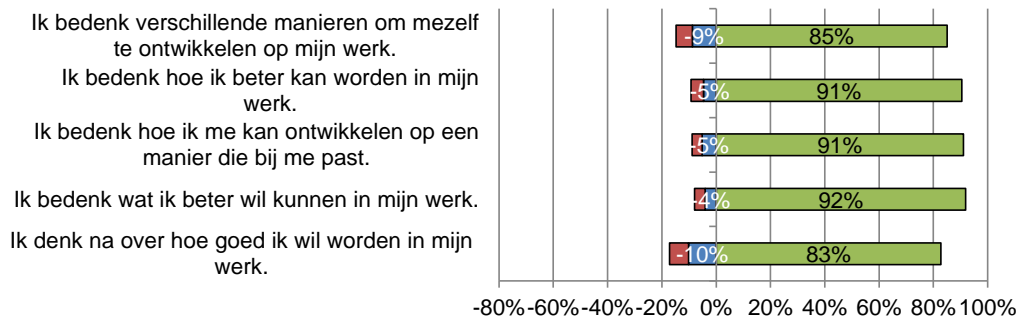 Ik bedenk verschillende manieren om mezelf
te ontwikkelen op mijn werk.
-9% 85%
Ik bedenk hoe ik beter kan worden in mijn
werk.
-5% 91%
Ik bedenk hoe ik me kan ontwikkelen op een
manier die bij me past.
-5% 91%
Ik bedenk wat ik beter wil kunnen in mijn werk.
-4% 92%
Ik denk na over hoe goed ik wil worden in mijn
werk.
-10% 83%
-80% -60% -40% -20% 0% 20% 40% 60% 80% 100%